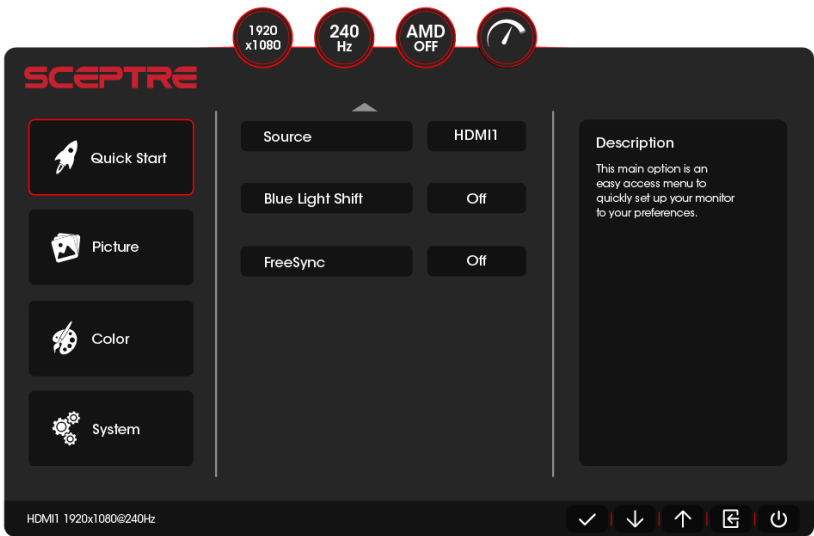 1920
x1080
240
Hz
AMD
OFF
SCEPTRE
Quick Start
Picture
Color
System
Source
HDMI1
Blue Light Shift
Off
FreeSync
Off
Description
This main option is an
easy access menu to
quickly set up your monitor
to your preferences.
HDMI1 1920x1080@240Hz